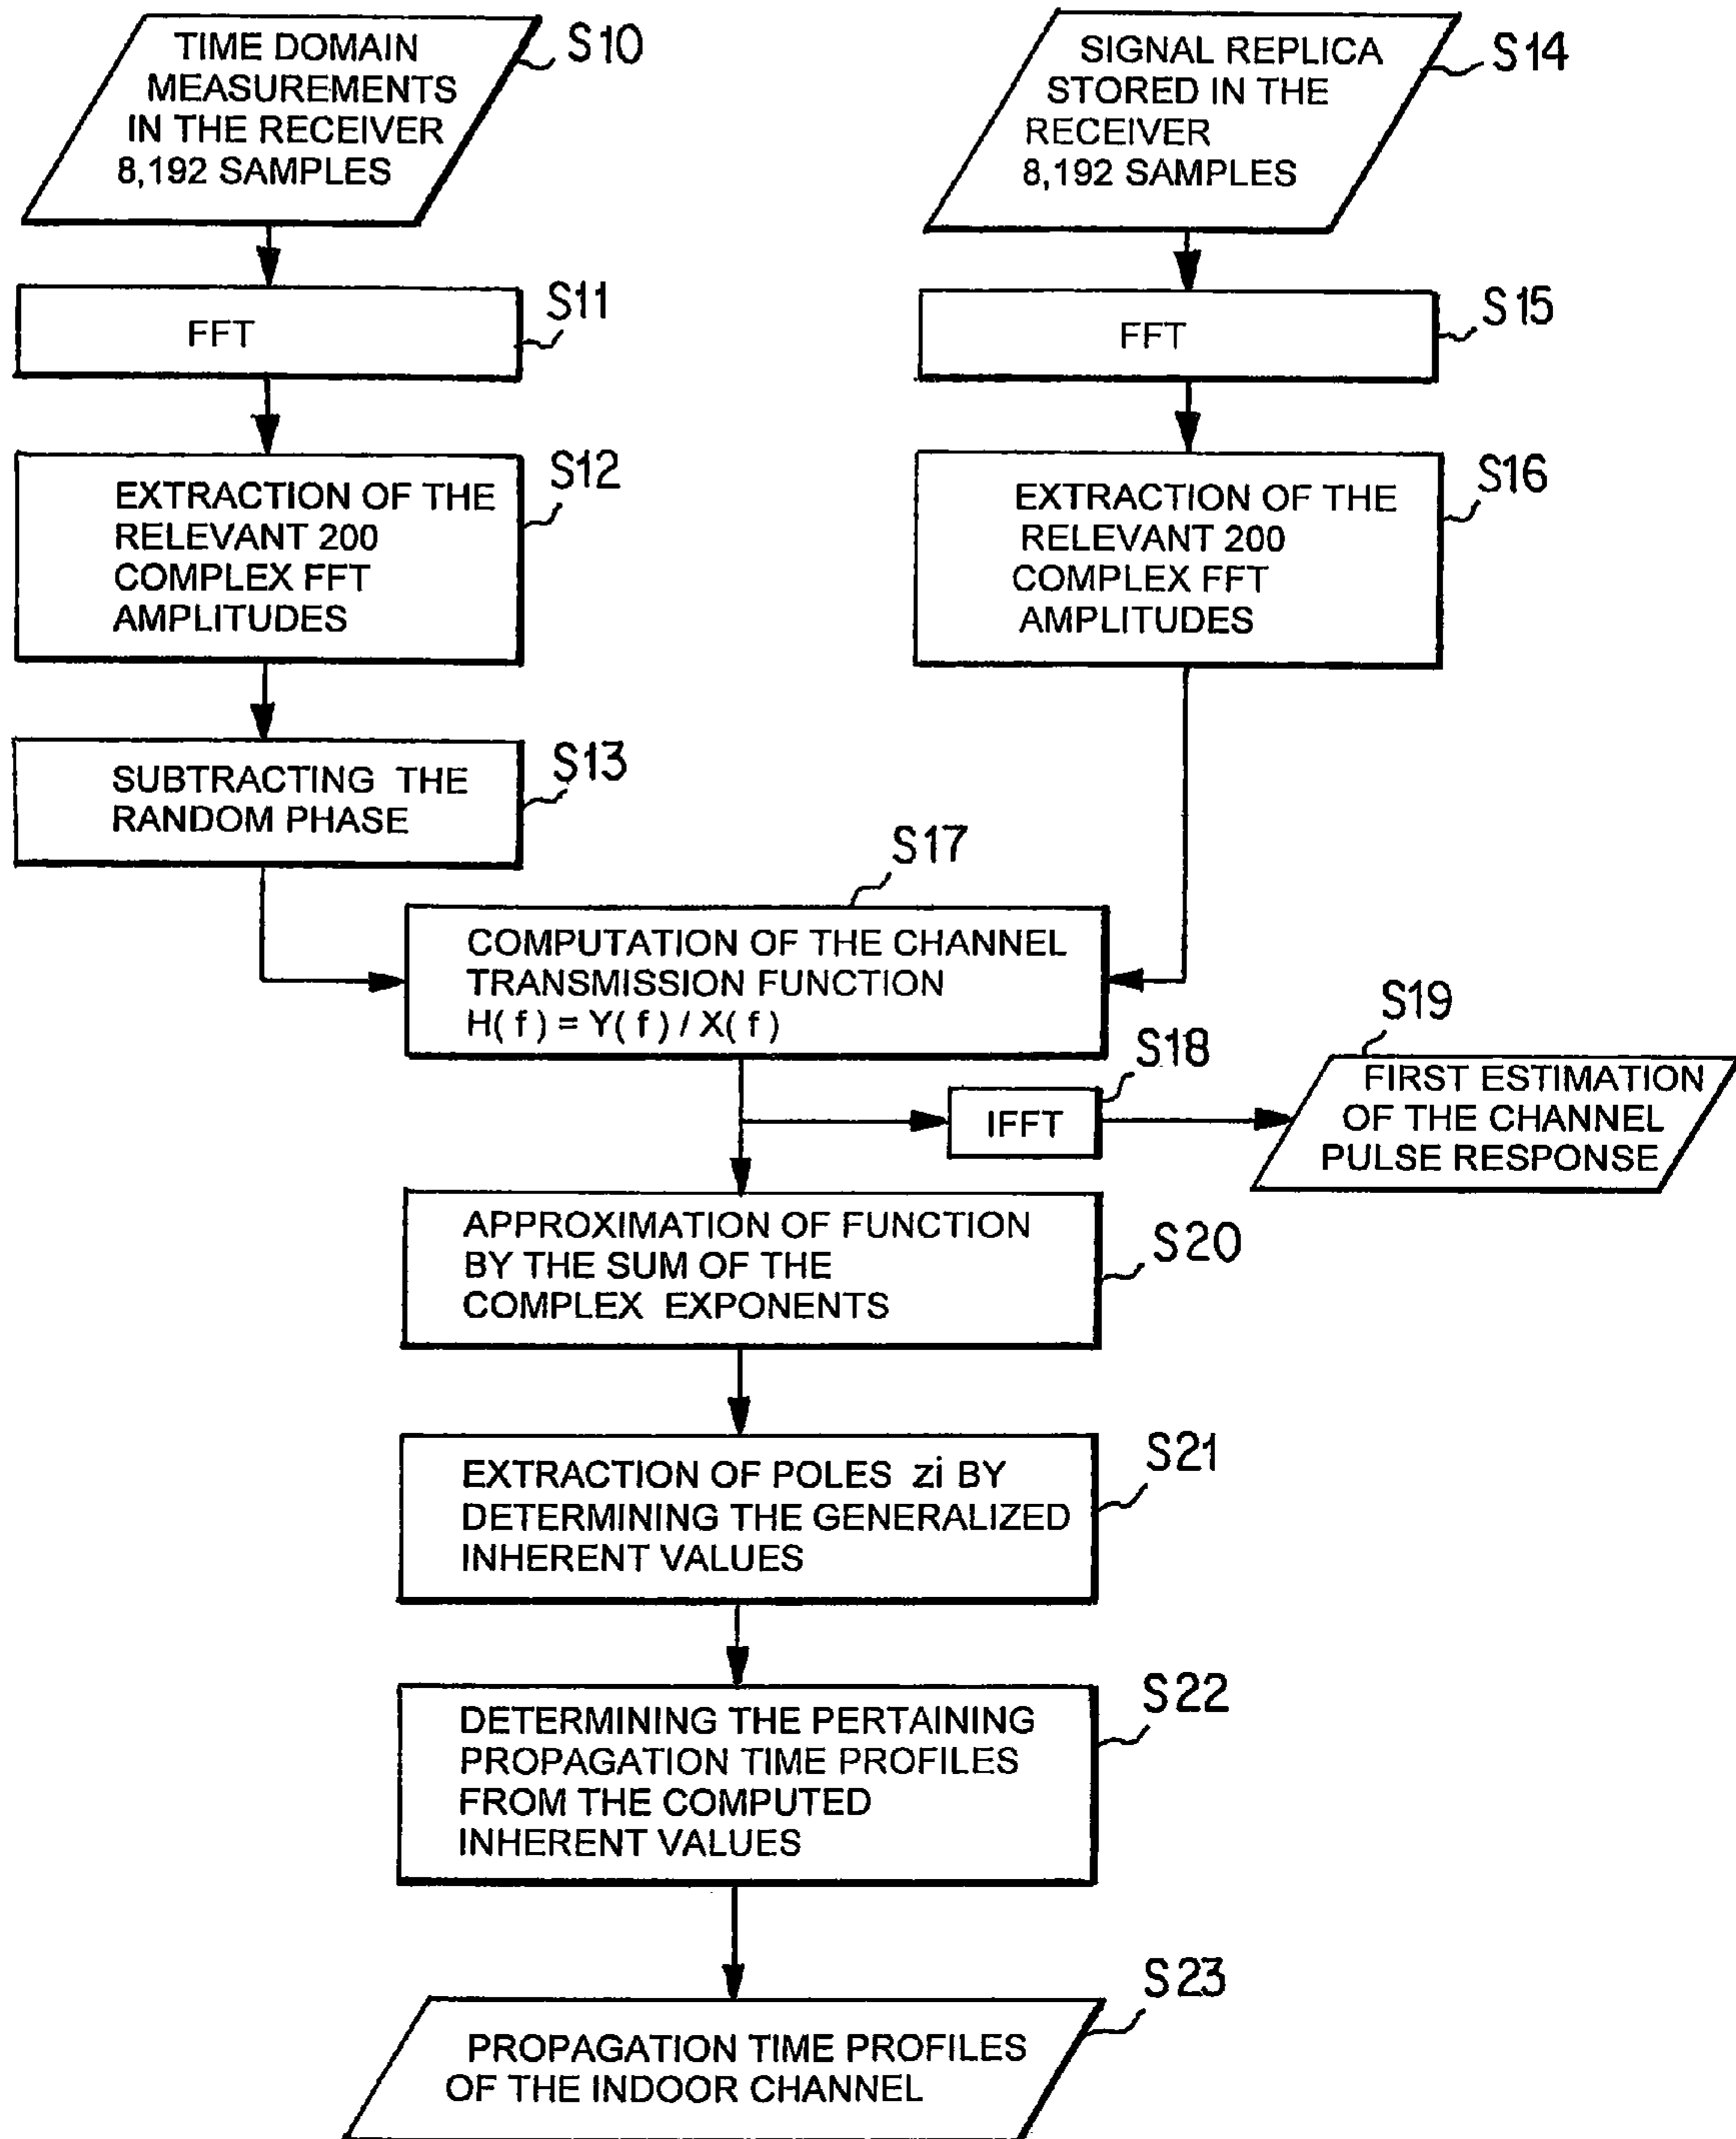 TIME DOMAIN
MEASUREMENTS
IN THE RECEIVER
8,192 SAMPLES
S10
SIGNAL REPLICA
STORED IN THE
RECEIVER
8,192 SAMPLES
S14
FFT
S11
FFT
S15
EXTRACTION OF THE
RELEVANT 200
COMPLEX FFT
AMPLITUDES
S12
EXTRACTION OF THE
RELEVANT 200
COMPLEX FFT
AMPLITUDES
S16
SUBTRACTING THE
RANDOM PHASE
S13
S17
COMPUTATION OF THE CHANNEL
TRANSMISSION FUNCTION
H( f ) = Y( f ) / X( f )
S18
IFFT
S19
FIRST ESTIMATION
OF THE CHANNEL
PULSE RESPONSE
APPROXIMATION OF FUNCTION
BY THE SUM OF THE
COMPLEX EXPONENTS
S20
EXTRACTION OF POLES zi BY
DETERMINING THE GENERALIZED
INHERENT VALUES
S21
DETERMINING THE PERTAINING
PROPAGATION TIME PROFILES
FROM THE COMPUTED
INHERENT VALUES
S22
PROPAGATION TIME PROFILES
OF THE INDOOR CHANNEL
S23